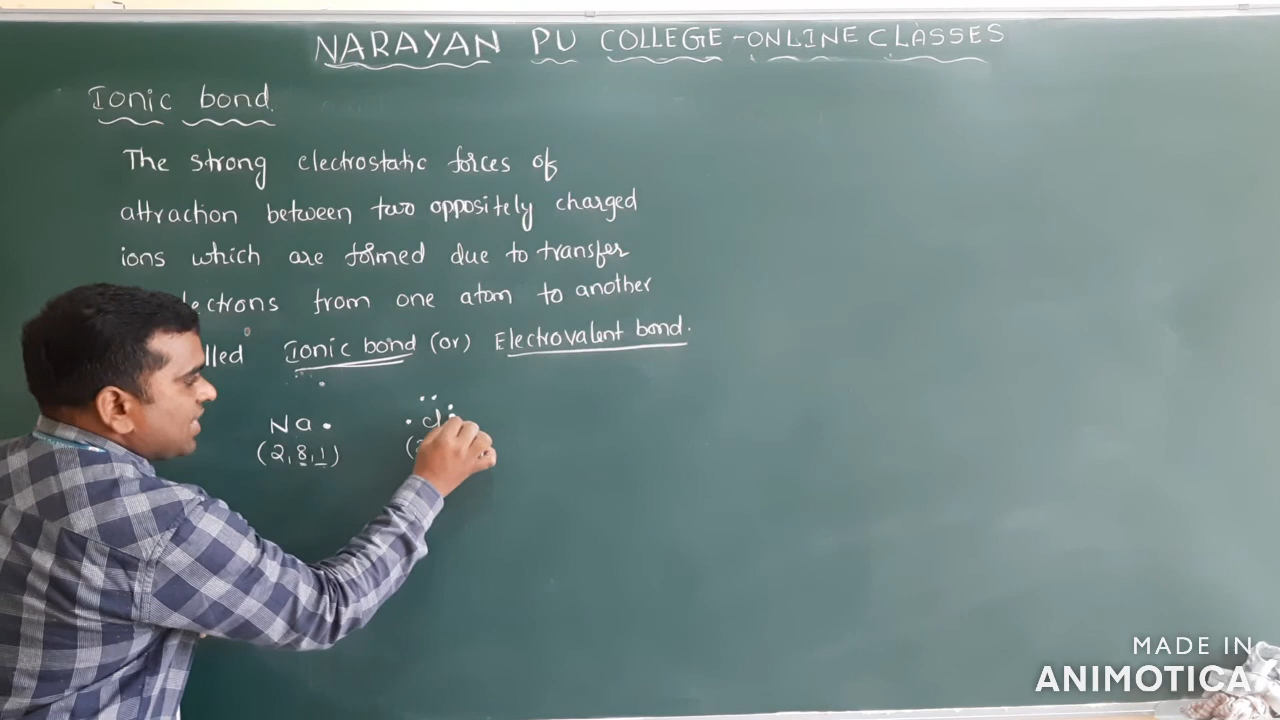 NARAYAN PU COLLEGE - ONLINE CLASSES
Ionic bond.
The strong electrostatic forces of
attraction between two oppositely charged
ions which are formed due to transfer
lectrons from one atom to another
lled Ionic bond (or) Electrovalent bond.
Na Cl
(2,8,1) (2
MADE IN
ANIMOTICA